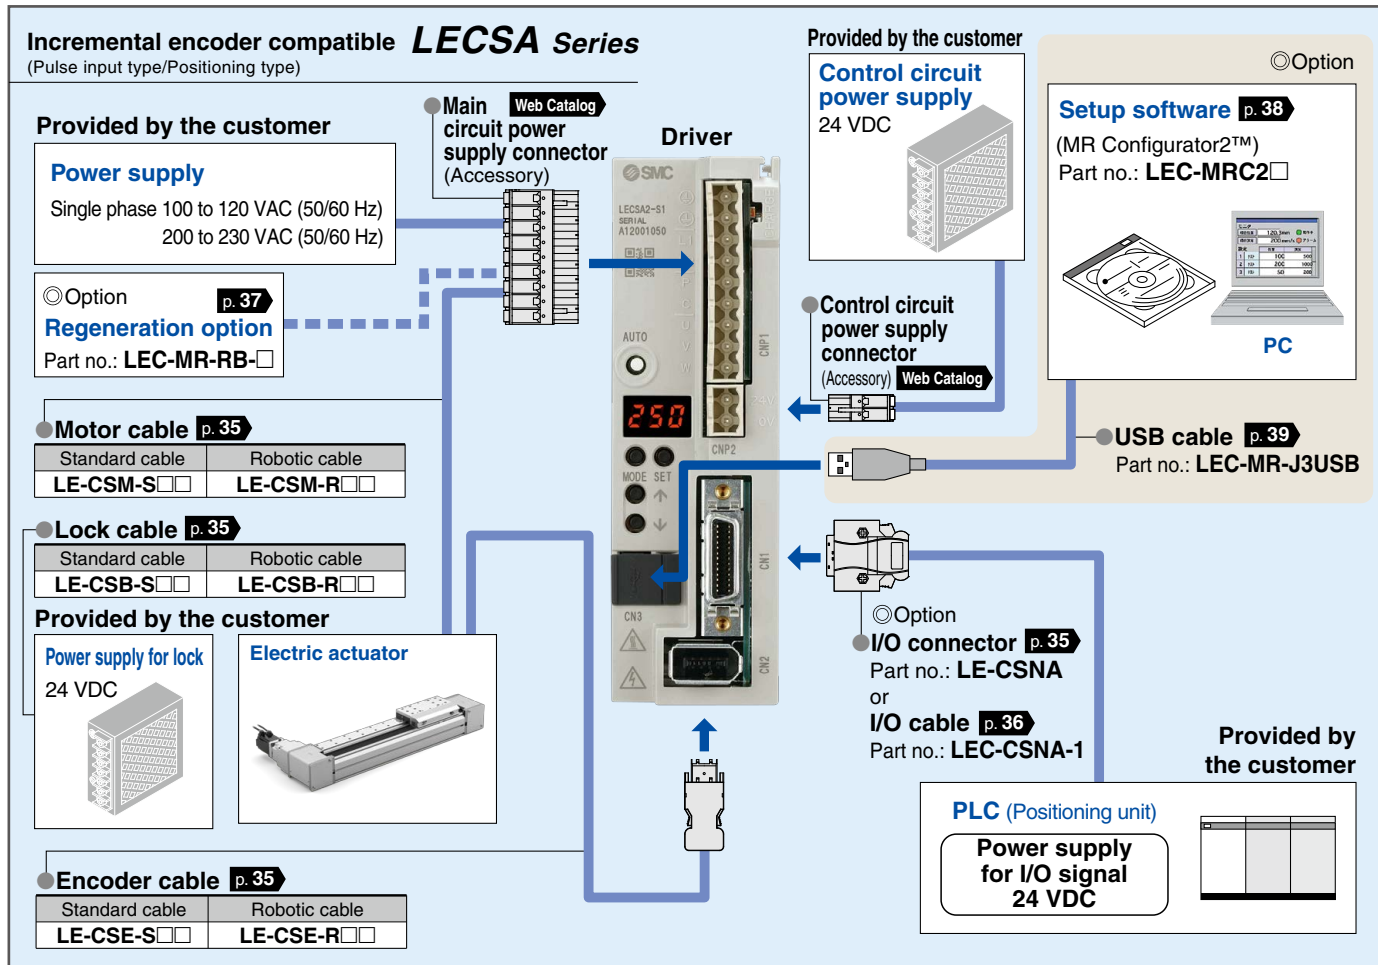 Incremental encoder compatible LECSA Series
(Pulse input type/Positioning type)
Provided by the customer
Power supply
Single phase 100 to 120 VAC (50/60 Hz)
200 to 230 VAC (50/60 Hz)
◎Option p. 37
Regeneration option
Part no.: LEC-MR-RB-□
Main Web Catalog
circuit power
supply connector
(Accessory)
Driver
SMC
LECSA2-S1
SERIAL
A12001050
AUTO
250
MODE SET
CNP1
24V
0V
CNP2
CN1
CN3
CN2
Provided by the customer
Control circuit
power supply
24 VDC
Control circuit
power supply
connector
(Accessory) Web Catalog
◎Option
Setup software p. 38
(MR Configurator2™)
Part no.: LEC-MRC2□
PC
USB cable p. 39
Part no.: LEC-MR-J3USB
Motor cable p. 35
Standard cable Robotic cable
LE-CSM-S□□ LE-CSM-R□□
Lock cable p. 35
Standard cable Robotic cable
LE-CSB-S□□ LE-CSB-R□□
Provided by the customer
Power supply for lock
24 VDC
Electric actuator
◎Option
I/O connector p. 35
Part no.: LE-CSNA
or
I/O cable p. 36
Part no.: LEC-CSNA-1
Provided by
the customer
PLC (Positioning unit)
Power supply
for I/O signal
24 VDC
Encoder cable p. 35
Standard cable Robotic cable
LE-CSE-S□□ LE-CSE-R□□